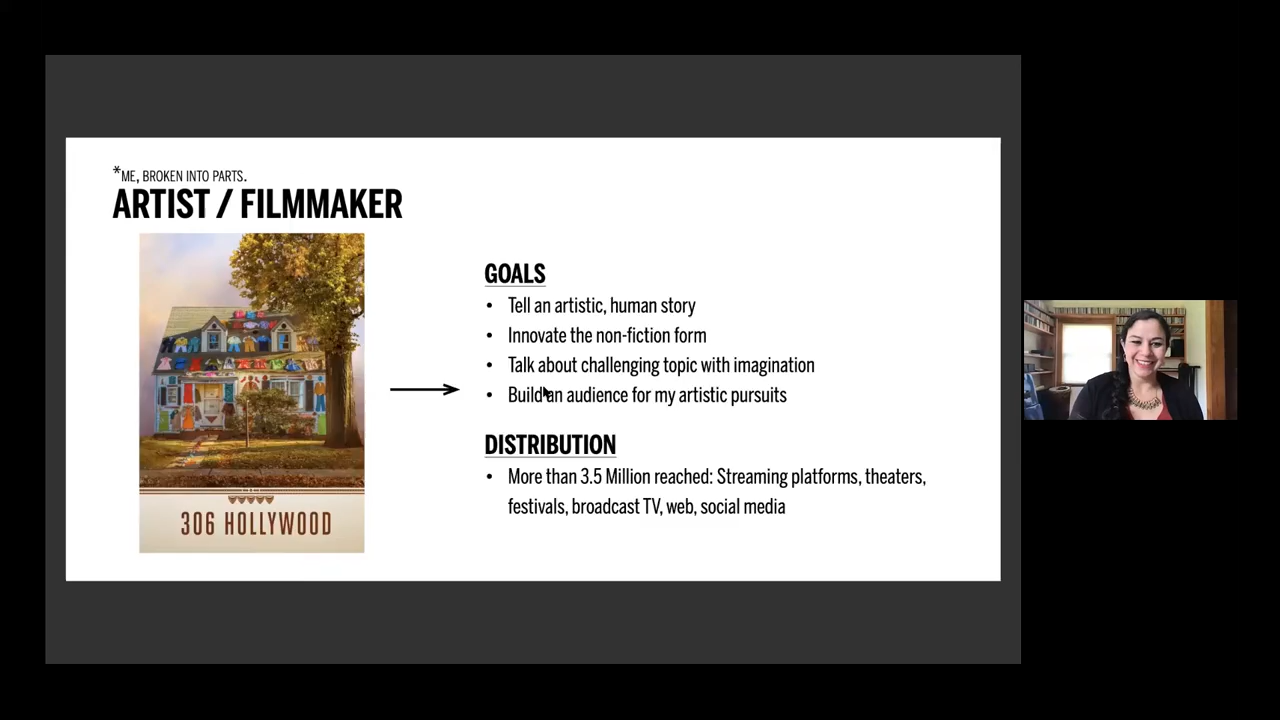 *ME, BROKEN INTO PARTS.
ARTIST / FILMMAKER
306 HOLLYWOOD
GOALS
• Tell an artistic, human story
• Innovate the non-fiction form
• Talk about challenging topic with imagination
• Build an audience for my artistic pursuits
DISTRIBUTION
• More than 3.5 Million reached: Streaming platforms, theaters,
festivals, broadcast TV, web, social media